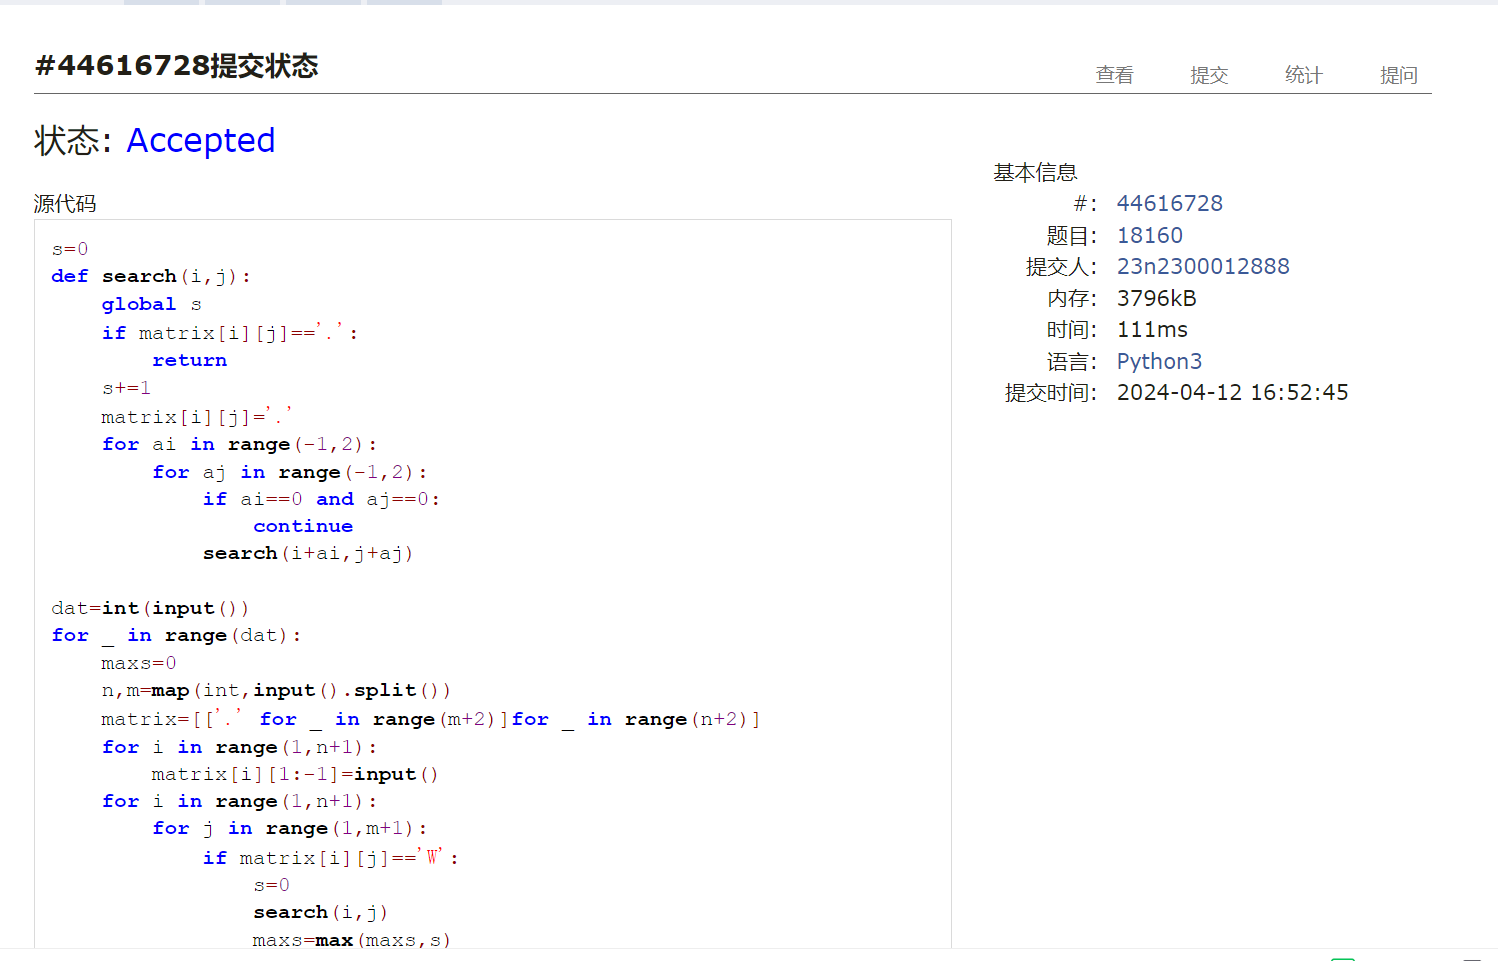 #44616728提交状态
查看 提交 统计 提问
状态: Accepted
源代码
s=0
def search(i,j):
    global s
    if matrix[i][j]=='.':
        return
    s+=1
    matrix[i][j]='.'
    for ai in range(-1,2):
        for aj in range(-1,2):
            if ai==0 and aj==0:
                continue
            search(i+ai,j+aj)
dat=int(input())
for _ in range(dat):
    maxs=0
    n,m=map(int,input().split())
    matrix=[['.' for _ in range(m+2)]for _ in range(n+2)]
    for i in range(1,n+1):
        matrix[i][1:-1]=input()
    for i in range(1,n+1):
        for j in range(1,m+1):
            if matrix[i][j]=='W':
                s=0
                search(i,j)
                maxs=max(maxs,s)
基本信息
#: 44616728
题目: 18160
提交人: 23n2300012888
内存: 3796kB
时间: 111ms
语言: Python3
提交时间: 2024-04-12 16:52:45